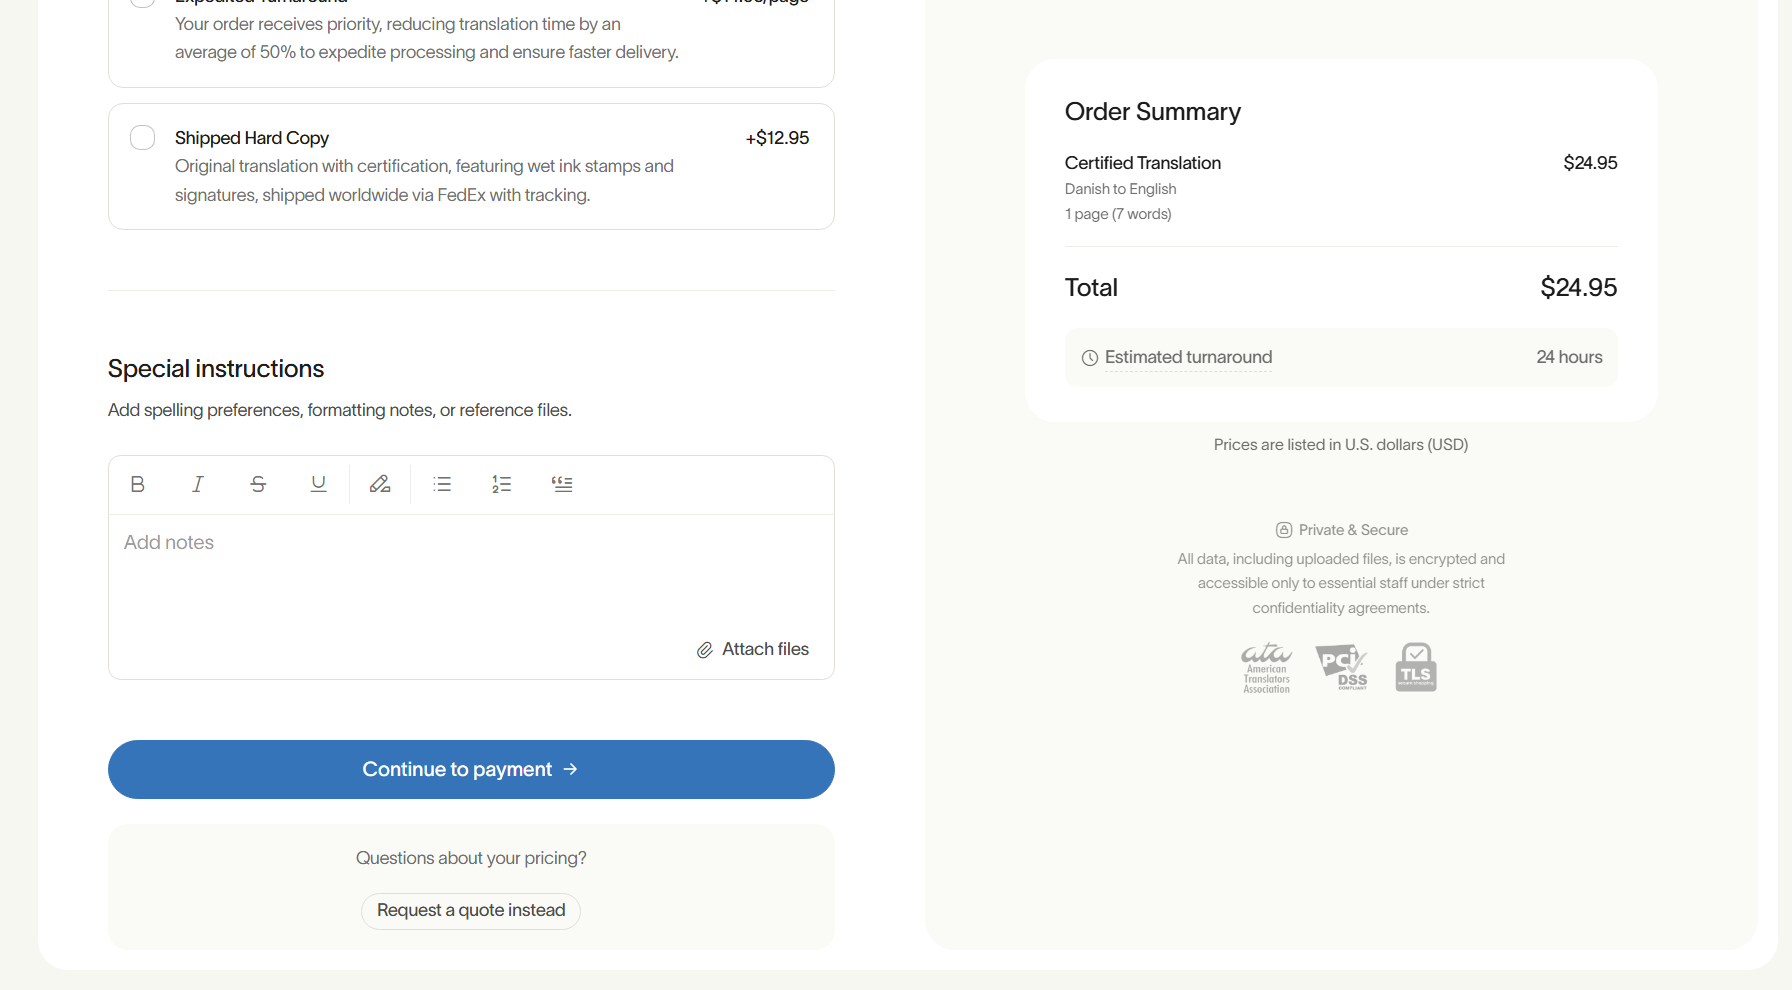 Expedited Turnaround
Your order receives priority, reducing translation time by an
average of 50% to expedite processing and ensure faster delivery.
Shipped Hard Copy +$12.95
Original translation with certification, featuring wet ink stamps and
signatures, shipped worldwide via FedEx with tracking.
Special instructions
Add spelling preferences, formatting notes, or reference files.
Add notes
Attach files
Continue to payment →
Questions about your pricing?
Request a quote instead
Order Summary
Certified Translation $24.95
Danish to English
1 page (7 words)
Total $24.95
Estimated turnaround 24 hours
Prices are listed in U.S. dollars (USD)
Private & Secure
All data, including uploaded files, is encrypted and
accessible only to essential staff under strict
confidentiality agreements.
ata
American
Translators
Association
PCI
DSS
COMPLIANT
TLS